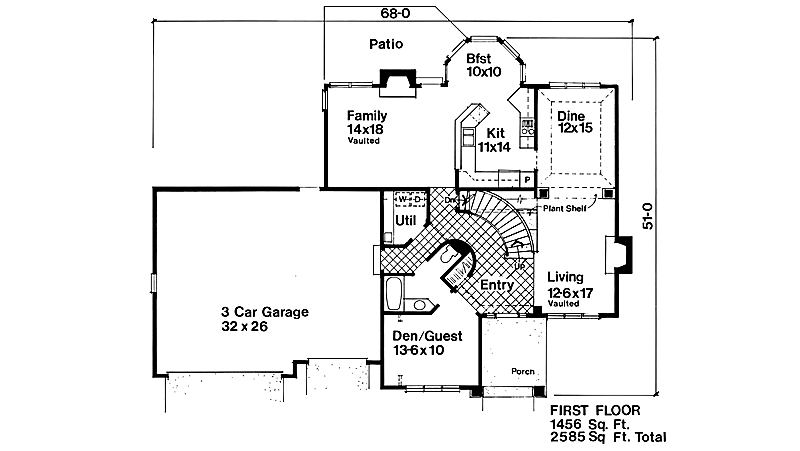 68-0
Patio
Bfst
10x10
Family
14x18
Vaulted
Kit
11x14
Dine
12x15
P
W D
Util
Dn
Plant Shelf
51-0
Up
Living
12-6x17
Vaulted
Entry
3 Car Garage
32 x 26
Den/Guest
13-6x10
Porch
FIRST FLOOR
1456 Sq. Ft.
2585 Sq Ft. Total